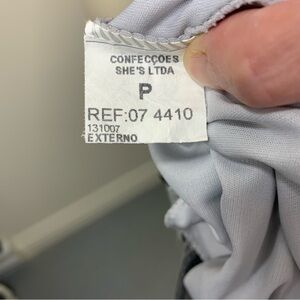 CONFECÇOES
SHE'S LTDA
P
REF:07 4410
131007
EXTERNO